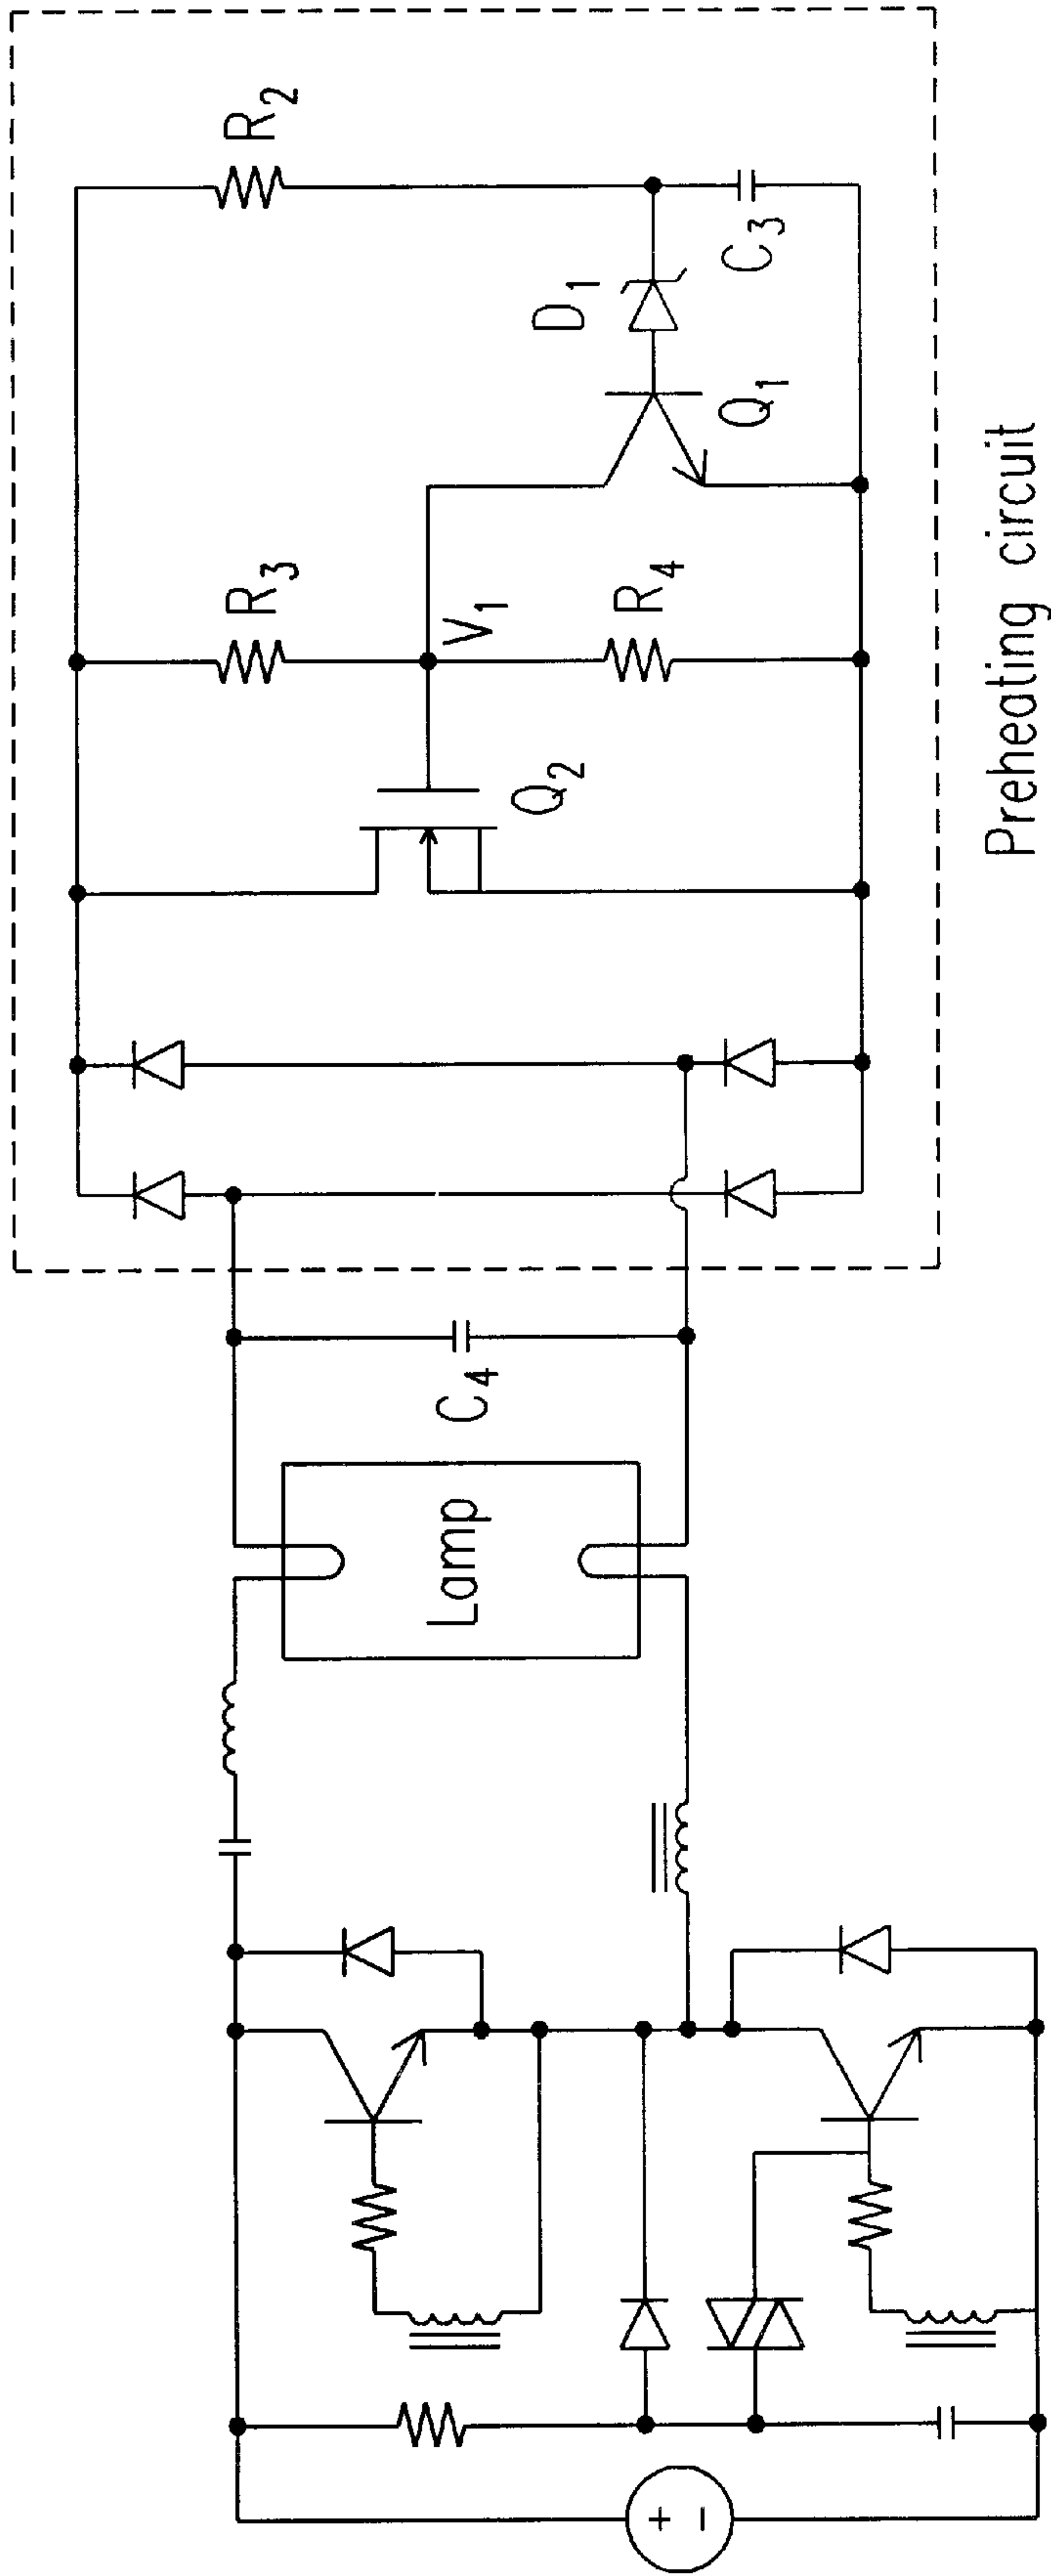 R2
C3
D1
Q1
R3
R4
V1
Q2
C4
Lamp
+
−
Preheating circuit